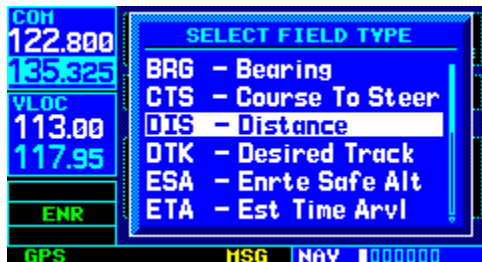 COM
122.800
135.325
VLOC
113.00
117.95
ENR
SELECT FIELD TYPE
BRG – Bearing
CTS – Course To Steer
DIS – Distance
DTK – Desired Track
ESA – Enrte Safe Alt
ETA – Est Time Arvl
GPS
MSG
NAV